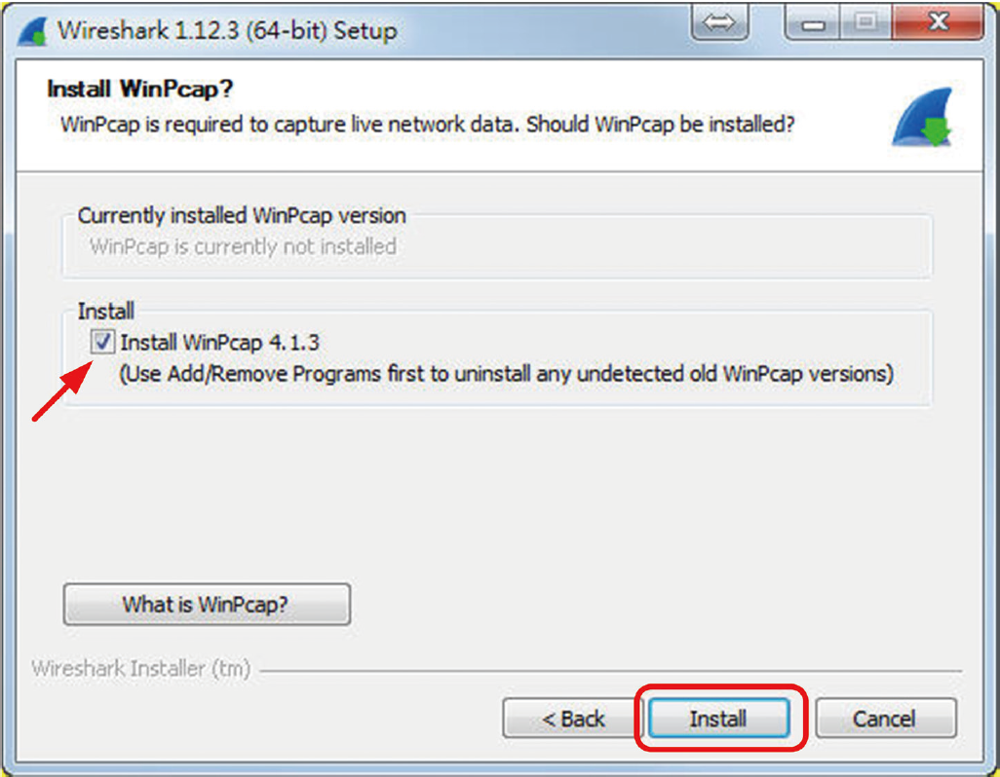 Wireshark 1.12.3 (64-bit) Setup
Install WinPcap?
WinPcap is required to capture live network data. Should WinPcap be installed?
Currently installed WinPcap version
WinPcap is currently not installed
Install
Install WinPcap 4.1.3
(Use Add/Remove Programs first to uninstall any undetected old WinPcap versions)
What is WinPcap?
Wireshark Installer (tm)
< Back
Install
Cancel